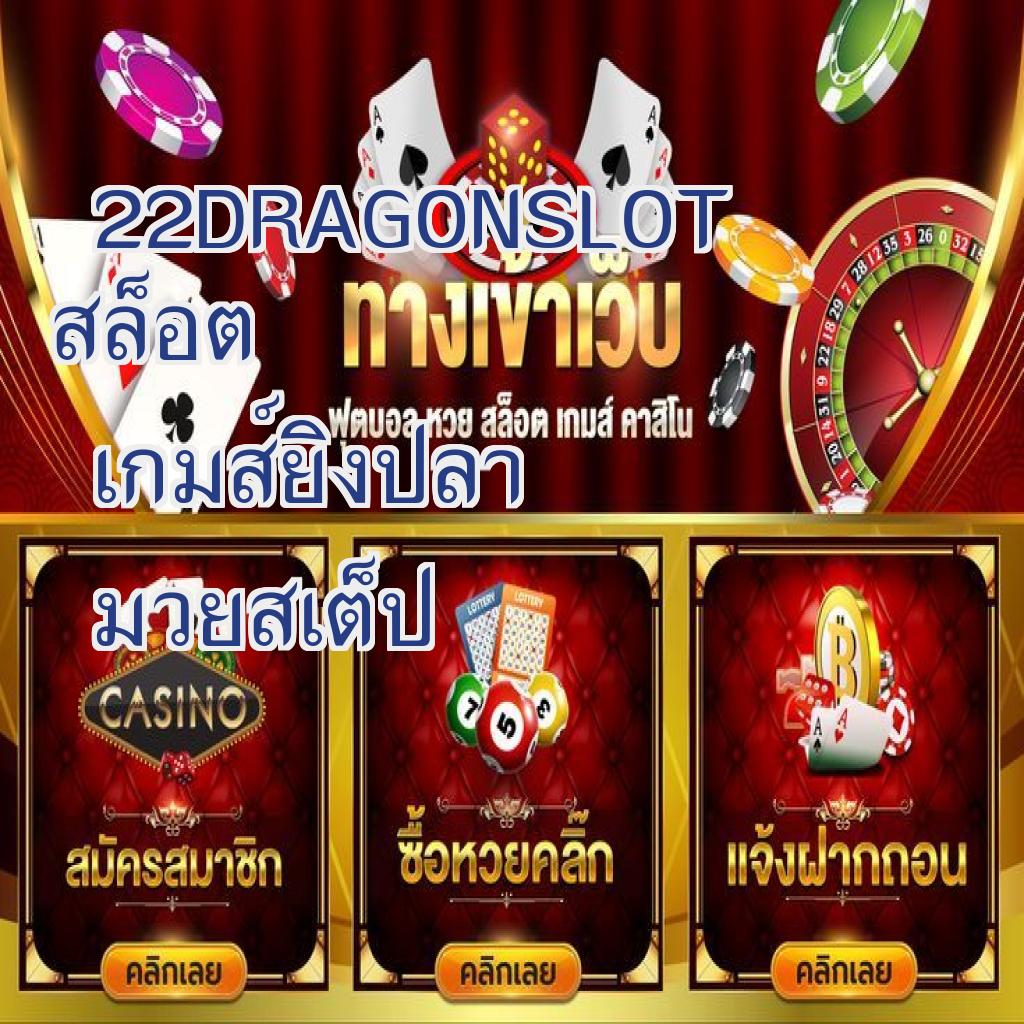 22DRAGONSLOT
สล็อต
ทางเข้าเว็บ
ฟุตบอล หวย สล็อต เกมส์ คาสิโน
เกมส์ยิงปลา
มวยสเต็ป
LOTTERY
LOTTERY
CASINO
7 5 3
สมัครสมาชิก
ซื้อหวยคลิ๊ก
แจ้งฝากถอน
คลิกเลย
คลิกเลย
คลิกเลย